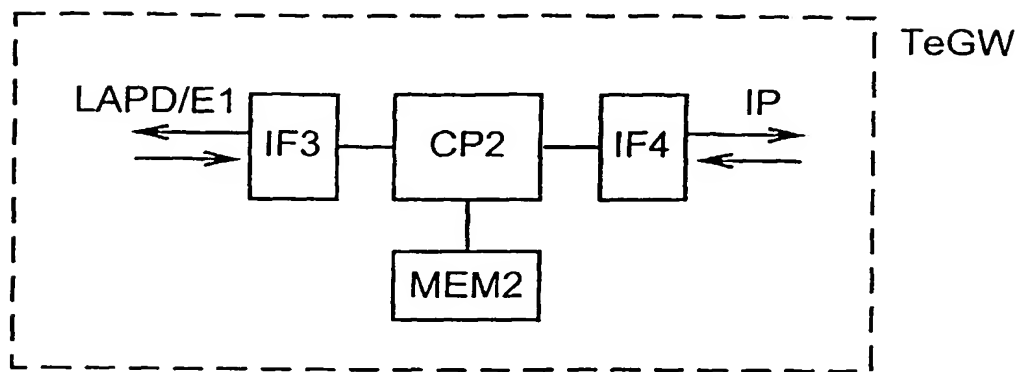 TeGW
LAPD/E1
IF3
CP2
IF4
IP
MEM2